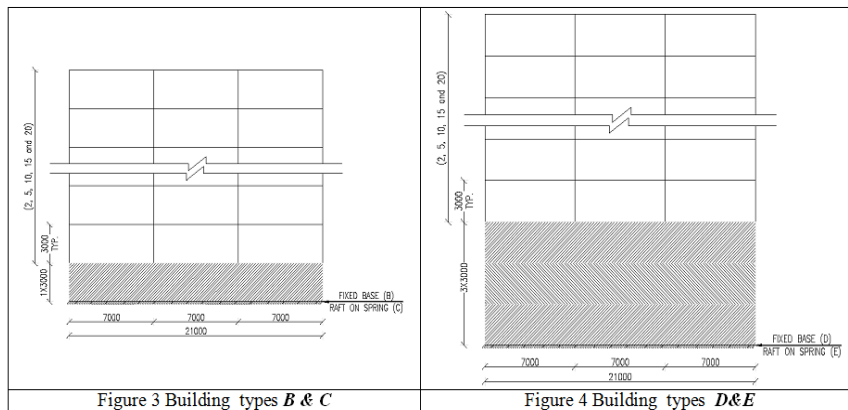 (2, 5, 10, 15 and 20)
3000
TYP.
1X3000
FIXED BASE (B)
RAFT ON SPRING (C)
7000 7000 7000
21000
Figure 3 Building types B & C
(2, 5, 10, 15 and 20)
3000
TYP.
3X3000
FIXED BASE (D)
RAFT ON SPRING (E)
7000 7000 7000
21000
Figure 4 Building types D&E